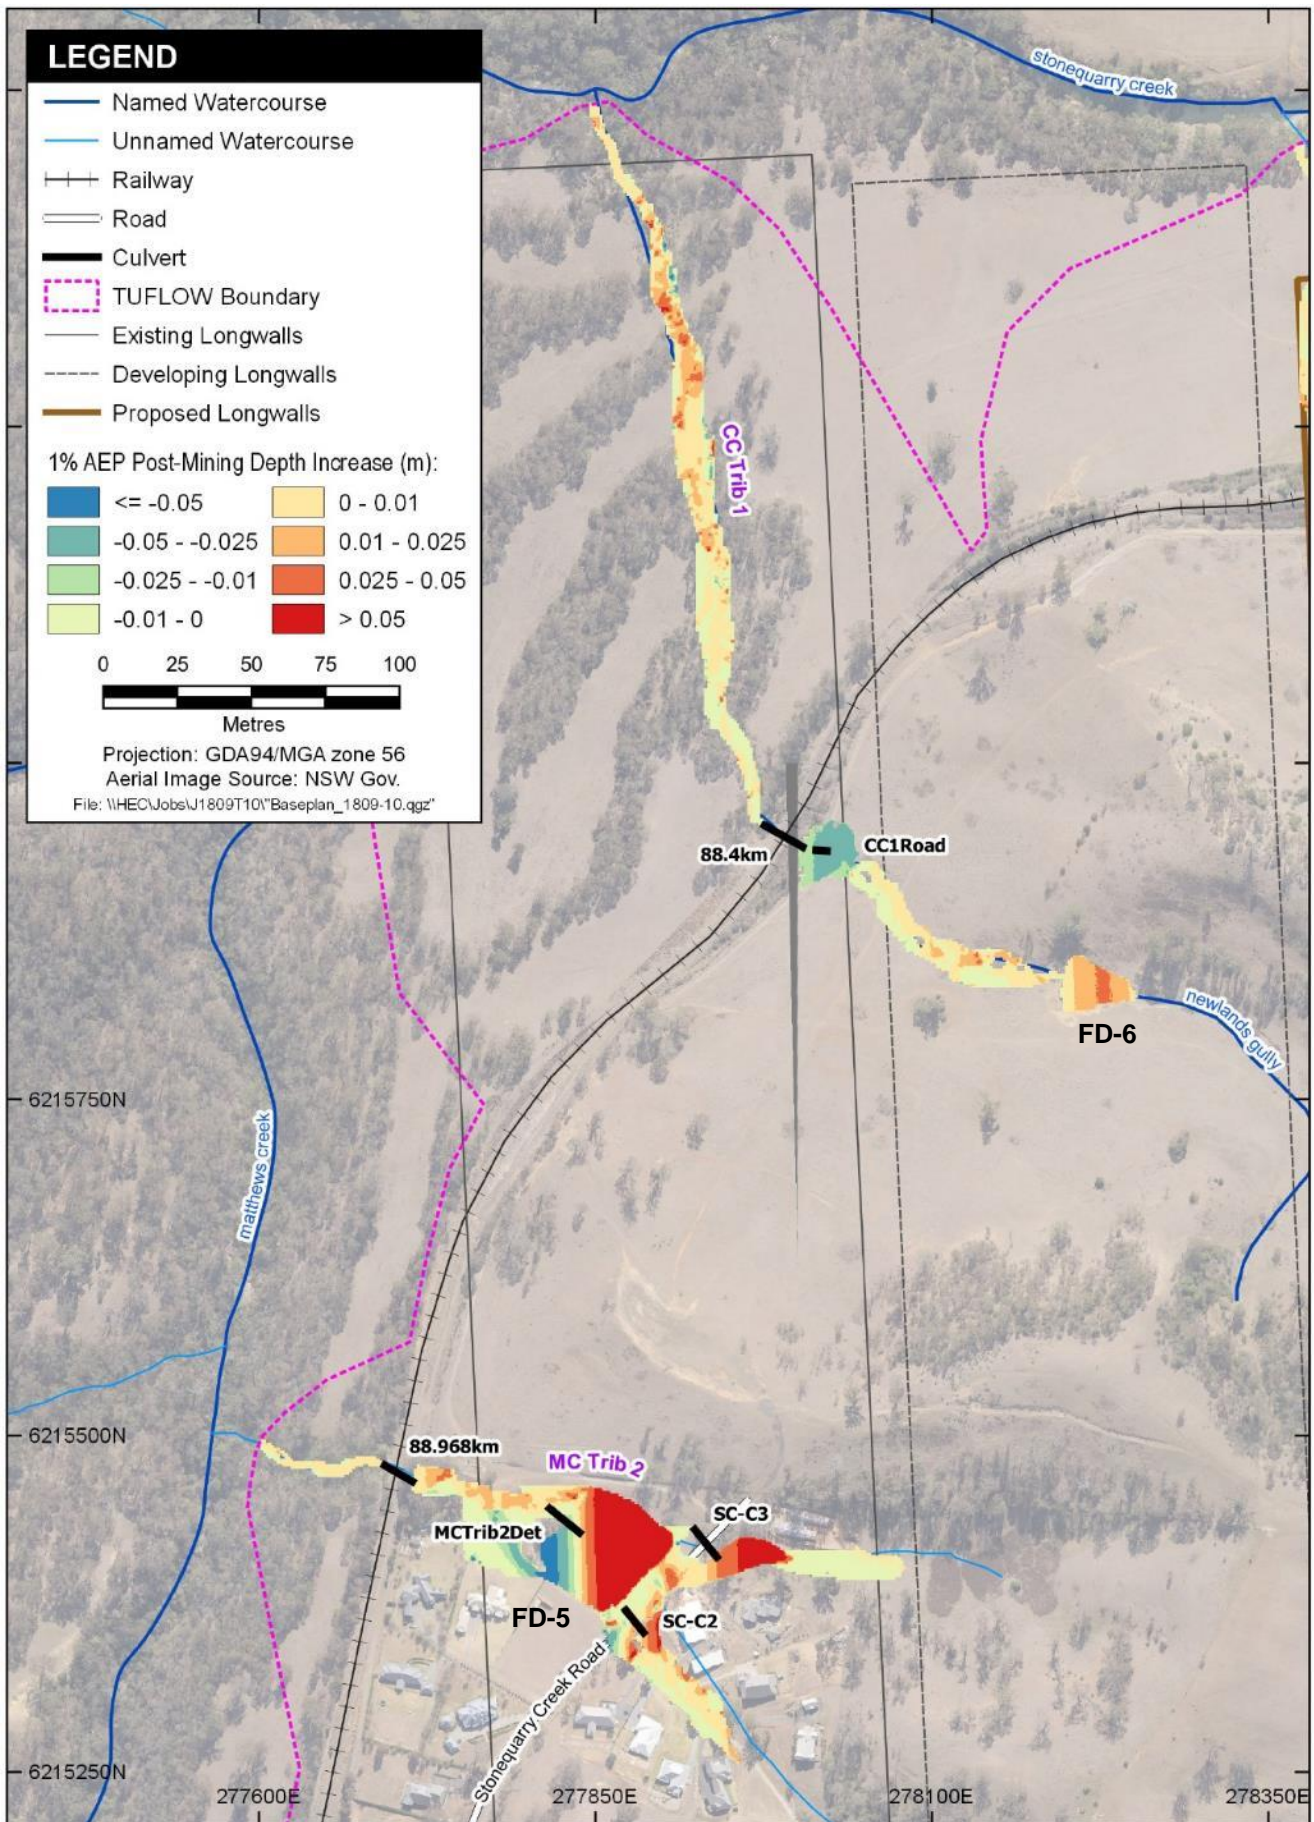 LEGEND
Named Watercourse
Unnamed Watercourse
Railway
Road
Culvert
TUFLOW Boundary
Existing Longwalls
Developing Longwalls
Proposed Longwalls
1% AEP Post-Mining Depth Increase (m):
<= -0.05
0 - 0.01
-0.05 - -0.025
0.01 - 0.025
-0.025 - -0.01
0.025 - 0.05
-0.01 - 0
> 0.05
0 25 50 75 100
Metres
Projection: GDA94/MGA zone 56
Aerial Image Source: NSW Gov.
File: \\HEC\Jobs\J1809T10\"Baseplan_1809-10.qgz"
stonequarry creek
CC Trib 1
88.4km
CC1Road
newlands gully
FD-6
6215750N
matthews creek
6215500N
88.968km
MC Trib 2
SC-C3
MCTrib2Det
FD-5
SC-C2
Stonequarry Creek Road
6215250N
277600E
277850E
278100E
278350E